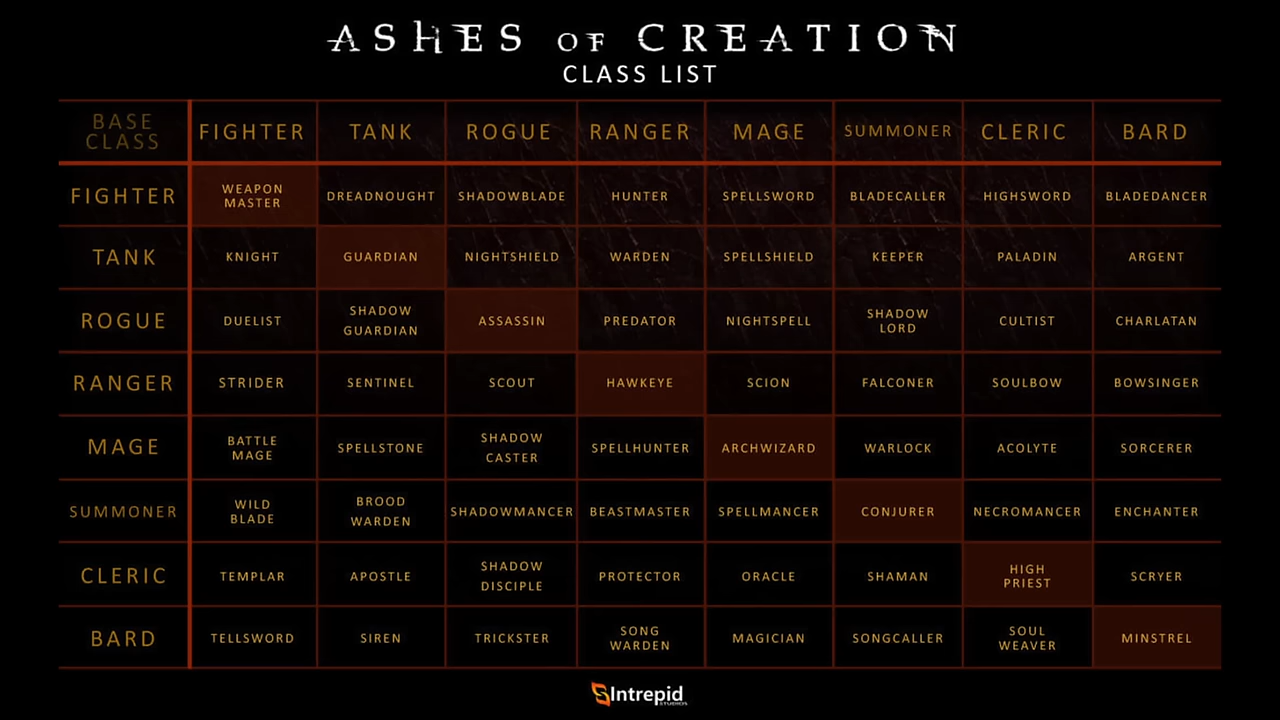 ASHES OF CREATION
CLASS LIST
BASE CLASS FIGHTER TANK ROGUE RANGER MAGE SUMMONER CLERIC BARD
FIGHTER WEAPON MASTER DREADNOUGHT SHADOWBLADE HUNTER SPELLSWORD BLADECALLER HIGHSWORD BLADEDANCER
TANK KNIGHT GUARDIAN NIGHTSHIELD WARDEN SPELLSHIELD KEEPER PALADIN ARGENT
ROGUE DUELIST SHADOW GUARDIAN ASSASSIN PREDATOR NIGHTSPELL SHADOW LORD CULTIST CHARLATAN
RANGER STRIDER SENTINEL SCOUT HAWKEYE SCION FALCONER SOULBOW BOWSINGER
MAGE BATTLE MAGE SPELLSTONE SHADOW CASTER SPELLHUNTER ARCHWIZARD WARLOCK ACOLYTE SORCERER
SUMMONER WILD BLADE BROOD WARDEN SHADOWMANCER BEASTMASTER SPELLMANCER CONJURER NECROMANCER ENCHANTER
CLERIC TEMPLAR APOSTLE SHADOW DISCIPLE PROTECTOR ORACLE SHAMAN HIGH PRIEST SCRYER
BARD TELLSWORD SIREN TRICKSTER SONG WARDEN MAGICIAN SONGCALLER SOUL WEAVER MINSTREL
Intrepid
STUDIOS